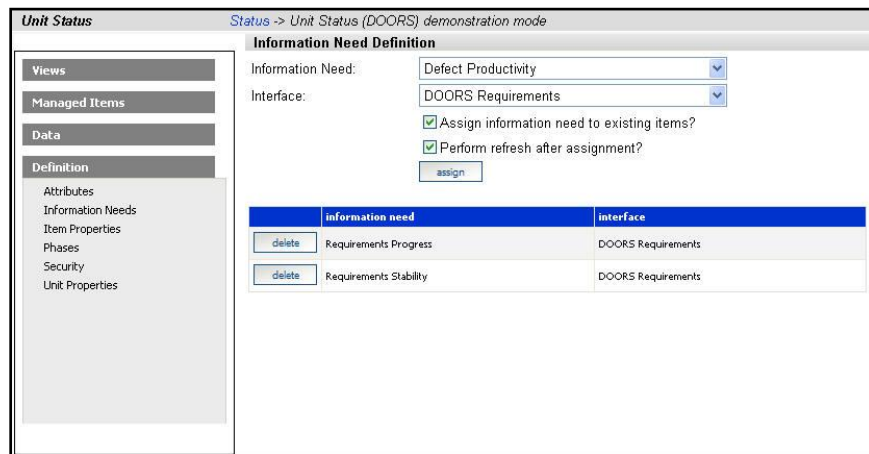 Unit Status
Status -> Unit Status (DOORS) demonstration mode
Views
Managed Items
Data
Definition
Attributes
Information Needs
Item Properties
Phases
Security
Unit Properties
Information Need Definition
Information Need: Defect Productivity
Interface: DOORS Requirements
Assign information need to existing items?
Perform refresh after assignment?
assign
information need interface
delete Requirements Progress DOORS Requirements
delete Requirements Stability DOORS Requirements